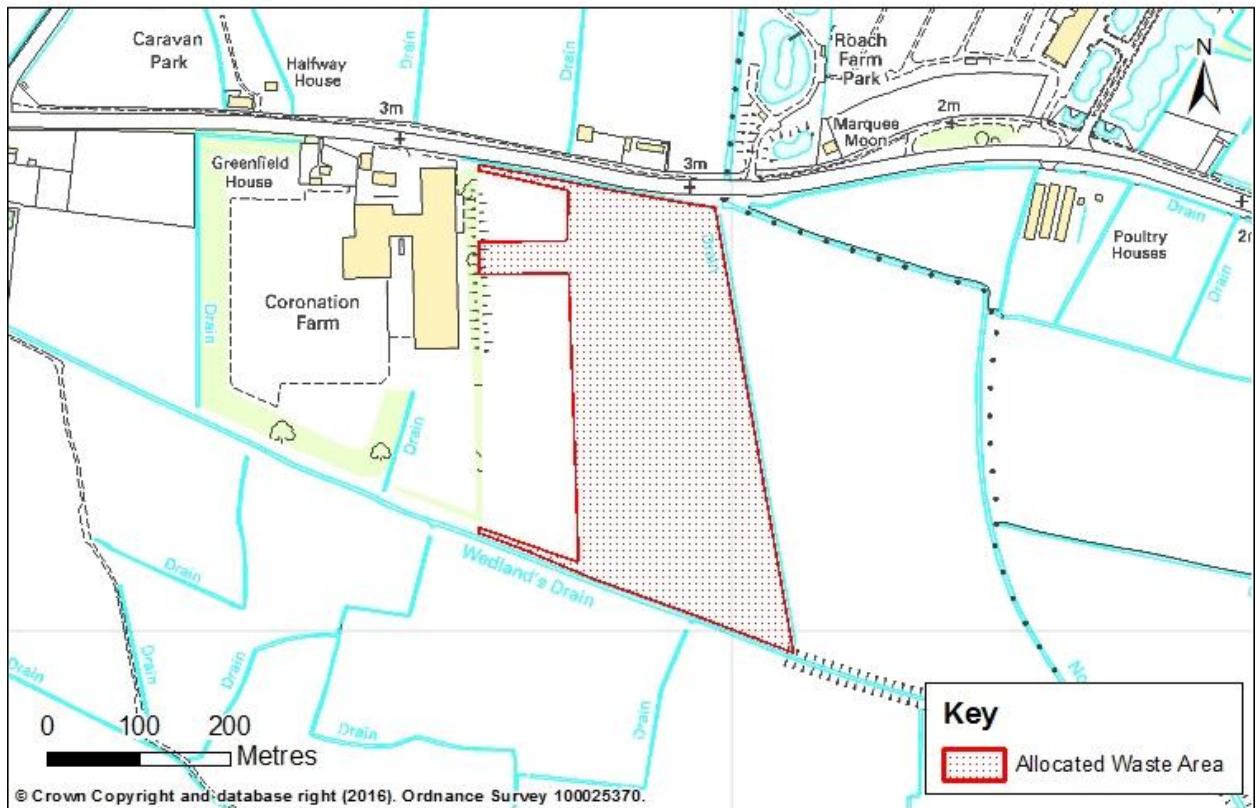 Caravan
Park
Halfway
House
Drain
Drain
Roach
Farm
Park
N
3m
2m
Marquee
Moon
Greenfield
House
3m
Drain
Drain
Poultry
Houses
Drain
Coronation
Farm
Drain
Drain
Wedland's Drain
Drain
Drain
Drain
Drain
Drain
Drain
0 100 200
Metres
Key
Allocated Waste Area
© Crown Copyright and database right (2016). Ordnance Survey 100025370.